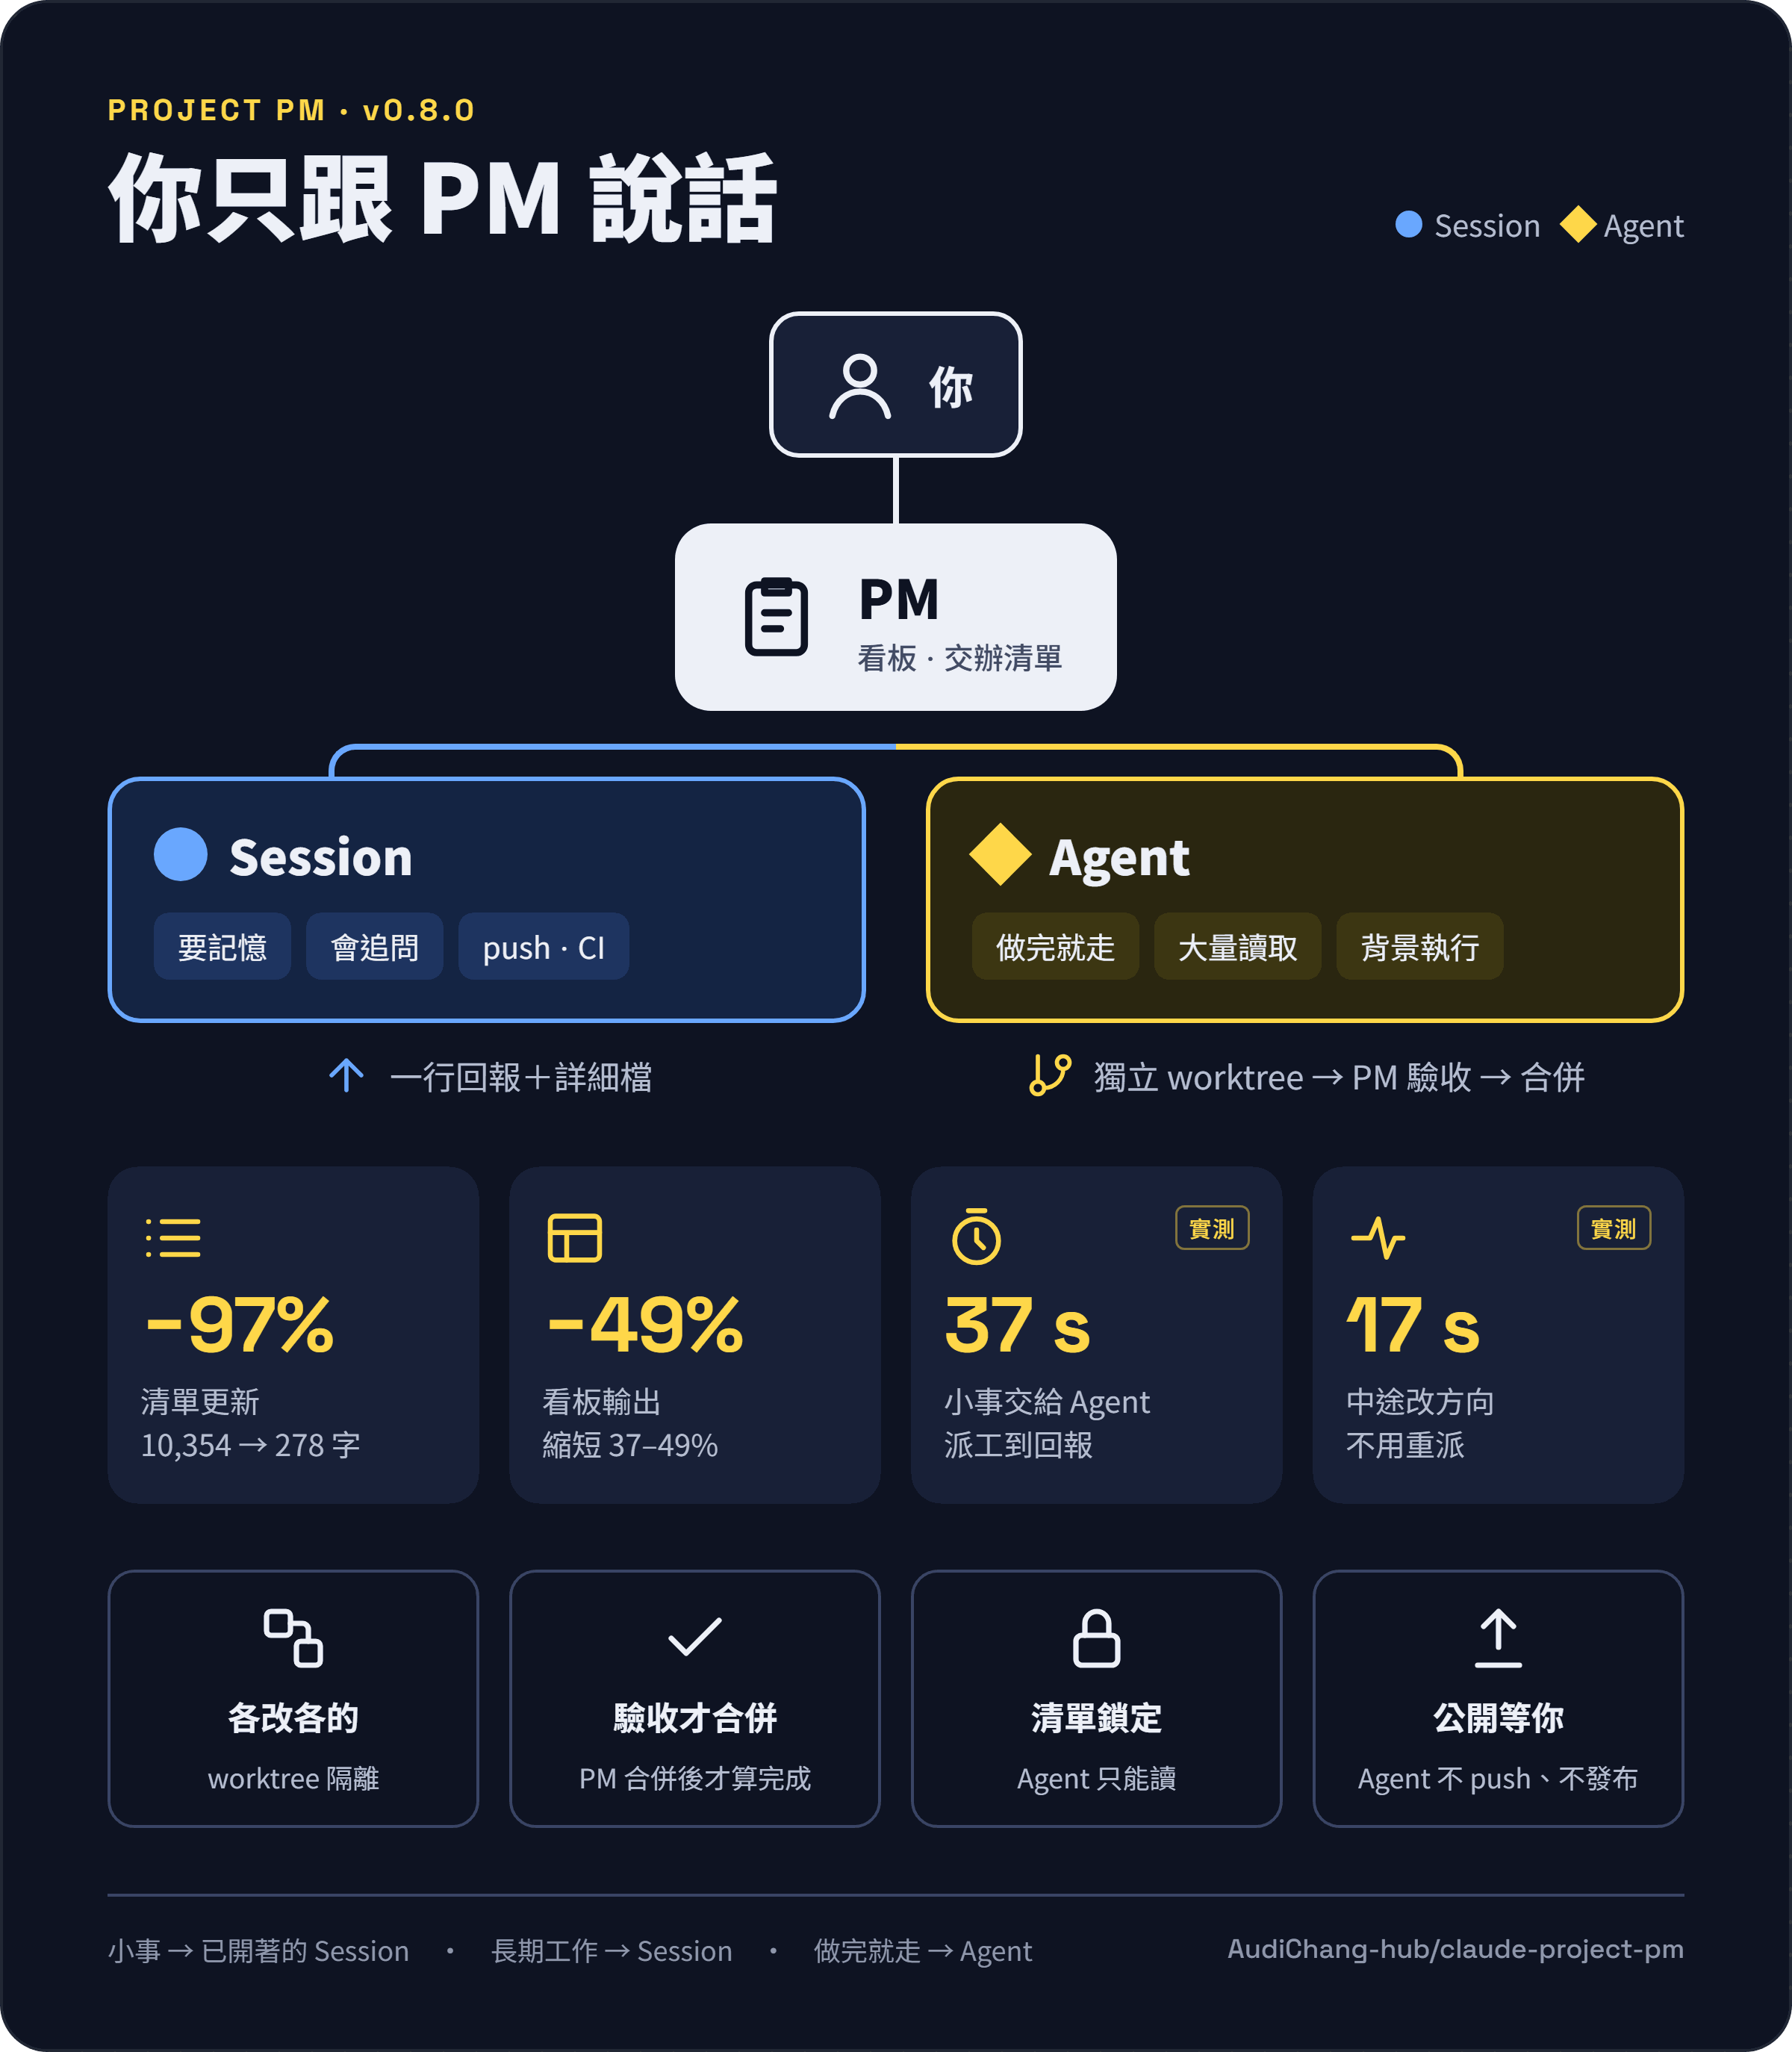 PROJECT PM · v0.8.0
你只跟 PM 說話
Session
Agent
你
PM
看板 · 交辦清單
Session
要記憶
會追問
push · CI
Agent
做完就走
大量讀取
背景執行
一行回報＋詳細檔
獨立 worktree → PM 驗收 → 合併
−97%
清單更新
10,354 → 278 字
−49%
看板輸出
縮短 37–49%
實測
37 s
小事交給 Agent
派工到回報
實測
17 s
中途改方向
不用重派
各改各的
worktree 隔離
驗收才合併
PM 合併後才算完成
清單鎖定
Agent 只能讀
公開等你
Agent 不 push、不發布
小事 → 已開著的 Session • 長期工作 → Session • 做完就走 → Agent
AudiChang-hub/claude-project-pm